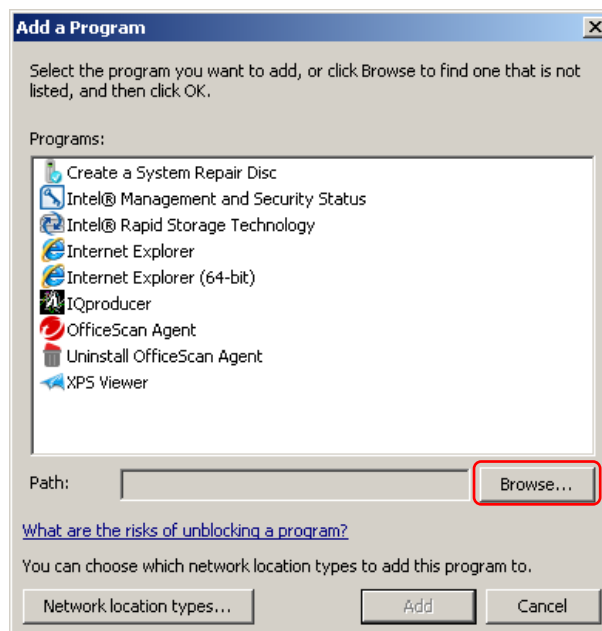 Add a Program
Select the program you want to add, or click Browse to find one that is not
listed, and then click OK.
Programs:
Create a System Repair Disc
Intel® Management and Security Status
Intel® Rapid Storage Technology
Internet Explorer
Internet Explorer (64-bit)
IQproducer
OfficeScan Agent
Uninstall OfficeScan Agent
XPS Viewer
Path:
Browse...
What are the risks of unblocking a program?
You can choose which network location types to add this program to.
Network location types...
Add
Cancel